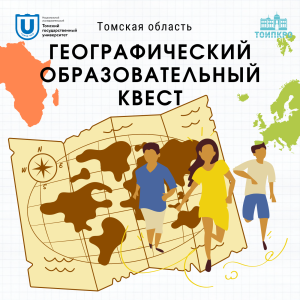 Томский
государственный
университет
ТОИПКРО
Томская область
ГЕОГРАФИЧЕСКИЙ
ОБРАЗОВАТЕЛЬНЫЙ
КВЕСТ